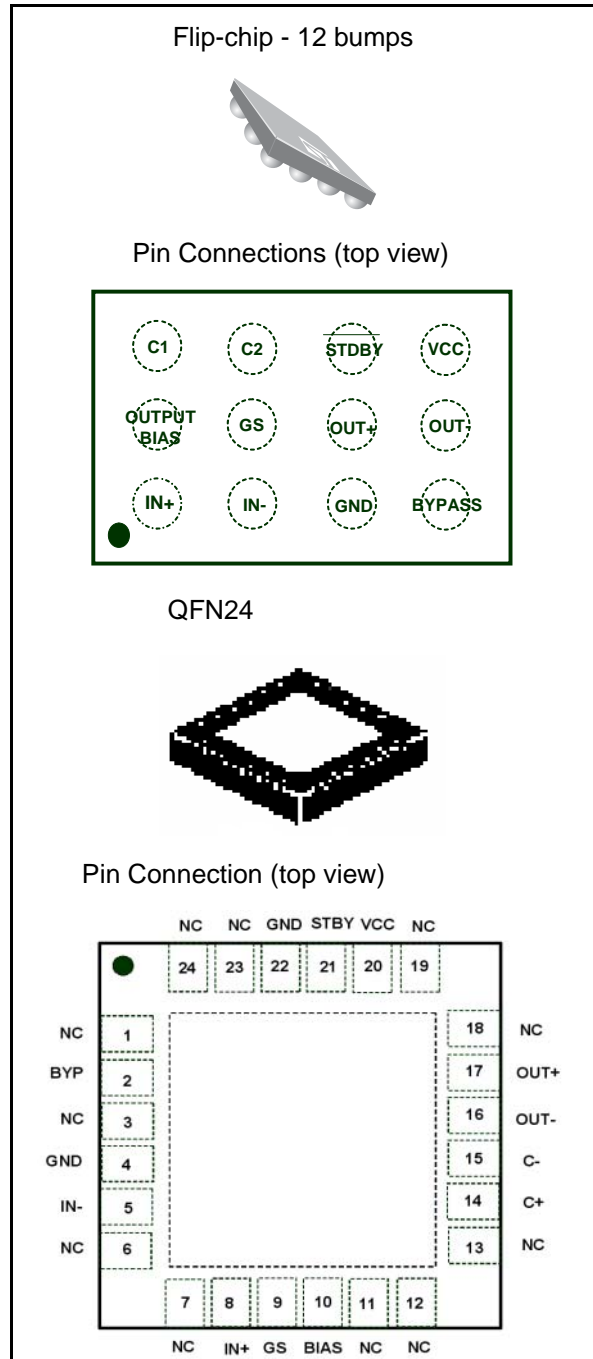 Flip-chip - 12 bumps
Pin Connections (top view)
C1 C2 STDBY VCC
OUTPUT BIAS GS OUT+ OUT-
IN+ IN- GND BYPASS
QFN24
Pin Connection (top view)
NC NC GND STBY VCC NC
24 23 22 21 20 19
NC 1 18 NC
BYP 2 17 OUT+
NC 3 16 OUT-
GND 4 15 C-
IN- 5 14 C+
NC 6 13 NC
7 8 9 10 11 12
NC IN+ GS BIAS NC NC